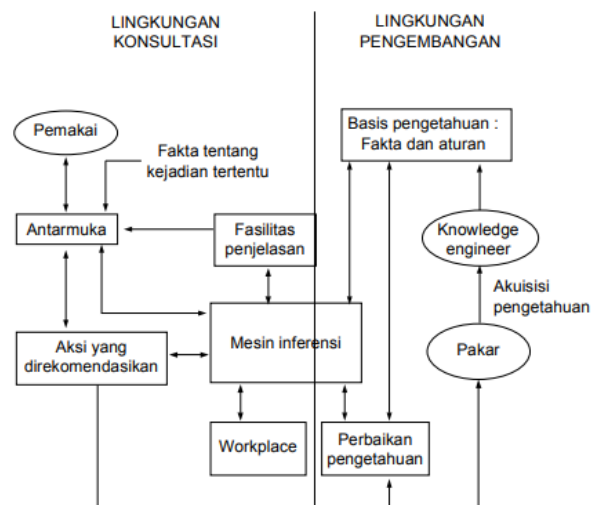 LINGKUNGAN
KONSULTASI
LINGKUNGAN
PENGEMBANGAN
Pemakai
Fakta tentang
kejadian tertentu
Basis pengetahuan :
Fakta dan aturan
Antarmuka
Fasilitas
penjelasan
Knowledge
engineer
Akuisisi
pengetahuan
Aksi yang
direkomendasikan
Mesin inferensi
Pakar
Workplace
Perbaikan
pengetahuan